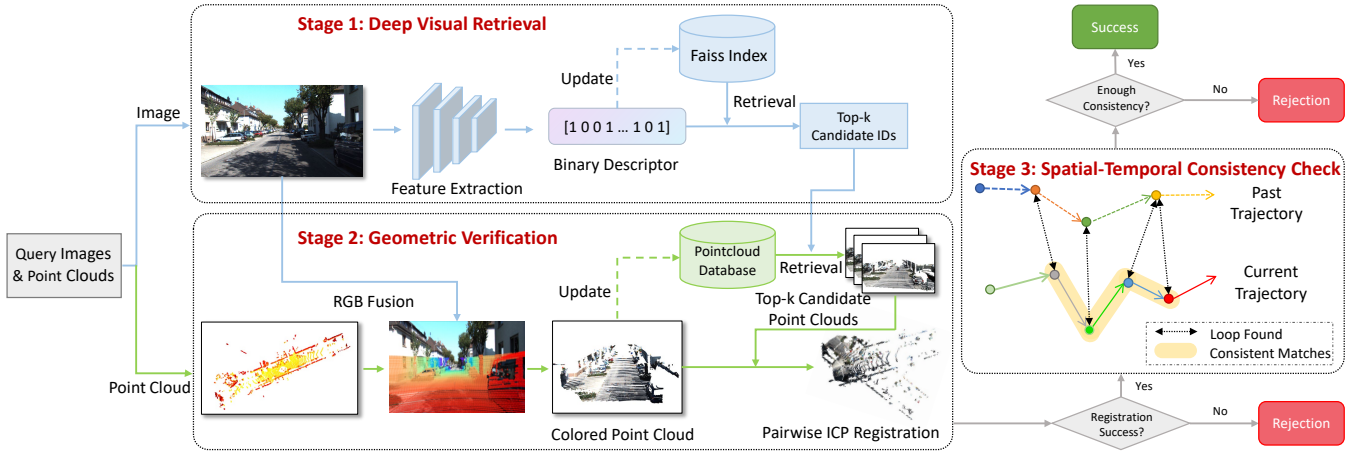 Stage 1: Deep Visual Retrieval
Image
Feature Extraction
Update
Faiss Index
Retrieval
[1 0 0 1 ... 1 0 1]
Binary Descriptor
Top-k
Candidate IDs
Query Images
& Point Clouds
Stage 2: Geometric Verification
Point Cloud
RGB Fusion
Update
Pointcloud
Database
Retrieval
Top-k Candidate
Point Clouds
Colored Point Cloud
Pairwise ICP Registration
Success
Yes
Enough
Consistency?
No
Rejection
Stage 3: Spatial-Temporal Consistency Check
Past
Trajectory
Current
Trajectory
Loop Found
Consistent Matches
Yes
Registration
Success?
No
Rejection